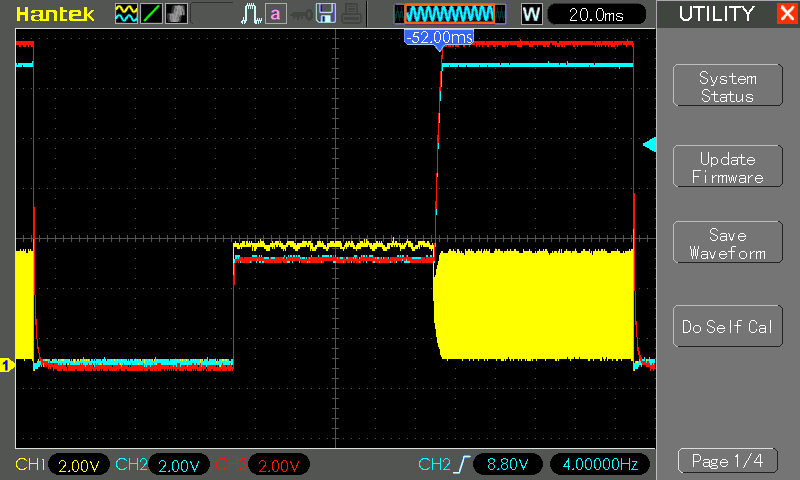 Hantek
a
W
20.0ms
UTILITY
-52.00ms
System
Status
Update
Firmware
Save
Waveform
Do Self Cal
1
CH1 2.00V CH2 2.00V CH3 2.00V
CH2 8.80V 4.00000Hz
Page 1/4